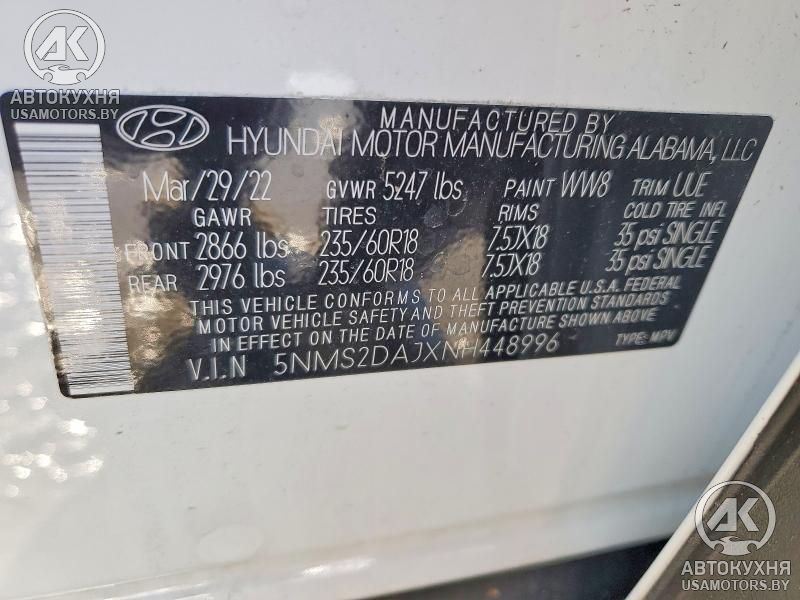 АК
АВТОКУХНЯ
USAMOTORS.BY
MANUFACTURED BY
HYUNDAI MOTOR MANUFACTURING ALABAMA, LLC
Mar/29/22 GVWR 5247 lbs PAINT WW8 TRIM UUE
GAWR TIRES RIMS COLD TIRE INFL
FRONT 2866 lbs 235/60R18 7.5JX18 35 psi SINGLE
REAR 2976 lbs 235/60R18 7.5JX18 35 psi SINGLE
THIS VEHICLE CONFORMS TO ALL APPLICABLE U.S.A. FEDERAL
MOTOR VEHICLE SAFETY AND THEFT PREVENTION STANDARDS
IN EFFECT ON THE DATE OF MANUFACTURE SHOWN ABOVE.
V.I.N 5NMS2DAJXNH448996 TYPE: MPV
АК
АВТОКУХНЯ
USAMOTORS.BY